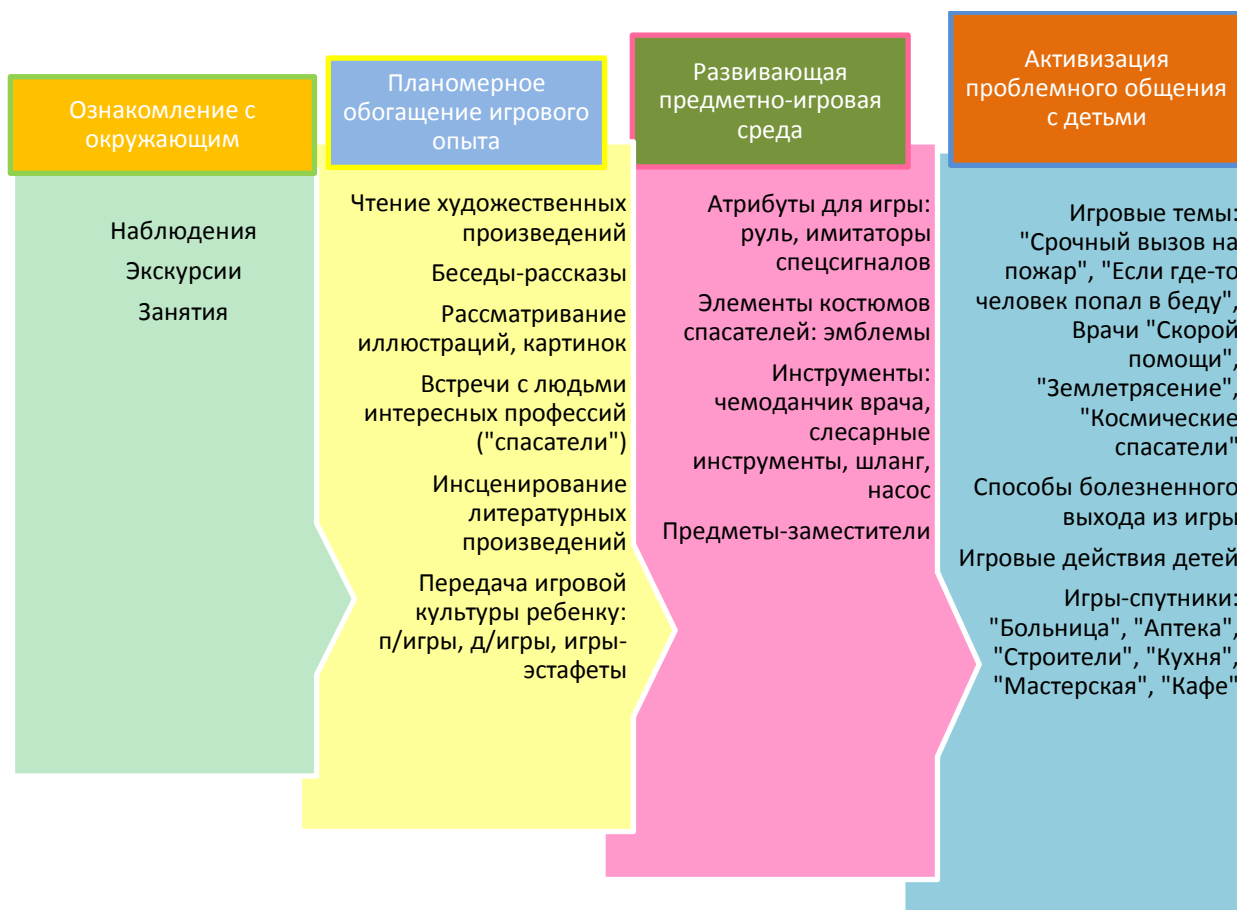 Ознакомление с
окружающим
Наблюдения
Экскурсии
Занятия
Планомерное
обогащение игрового
опыта
Чтение художественных
произведений
Беседы-рассказы
Рассматривание
иллюстраций, картинок
Встречи с людьми
интересных профессий
("спасатели")
Инсценирование
литературных
произведений
Передача игровой
культуры ребенку:
п/игры, д/игры, игры-
эстафеты
Развивающая
предметно-игровая
среда
Атрибуты для игры:
руль, имитаторы
спецсигналов
Элементы костюмов
спасателей: эмблемы
Инструменты:
чемоданчик врача,
слесарные
инструменты, шланг,
насос
Предметы-заместители
Активизация
проблемного общения
с детьми
Игровые темы:
"Срочный вызов на
пожар", "Если где-то
человек попал в беду",
Врачи "Скорой
помощи",
"Землетрясение",
"Космические
спасатели"
Способы болезненного
выхода из игры
Игровые действия детей
Игры-спутники:
"Больница", "Аптека",
"Строители", "Кухня",
"Мастерская", "Кафе"